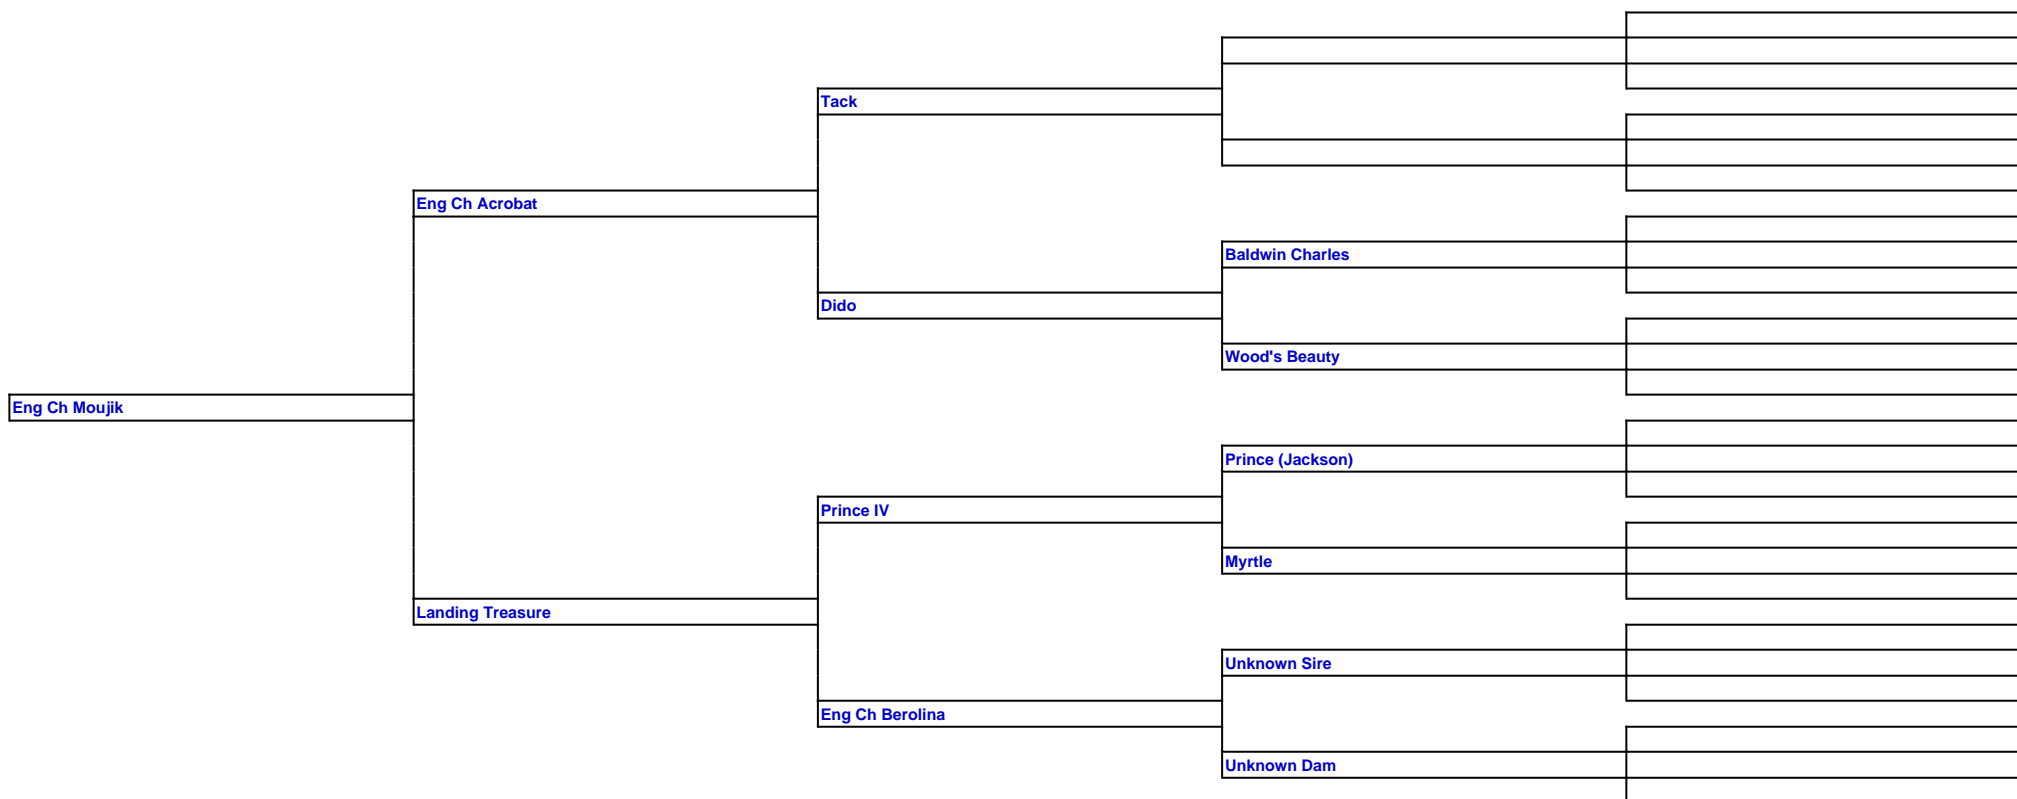 Tack
Eng Ch Acrobat
Baldwin Charles
Dido
Wood's Beauty
Eng Ch Moujik
Prince (Jackson)
Prince IV
Myrtle
Landing Treasure
Unknown Sire
Eng Ch Berolina
Unknown Dam